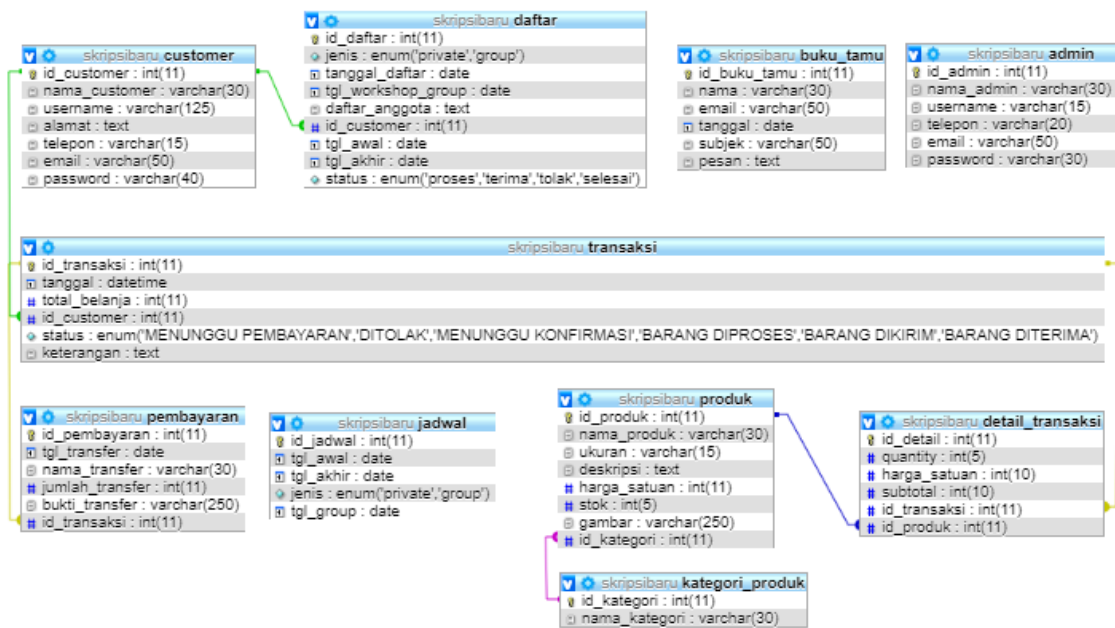 skripsibaru customer
id_customer : int(11)
nama_customer : varchar(30)
username : varchar(125)
alamat : text
telepon : varchar(15)
email : varchar(50)
password : varchar(40)
skripsibaru daftar
id_daftar : int(11)
jenis : enum('private','group')
tanggal_daftar : date
tgl_workshop_group : date
daftar_anggota : text
id_customer : int(11)
tgl_awal : date
tgl_akhir : date
status : enum('proses','terima','tolak','selesai')
skripsibaru buku_tamu
id_buku_tamu : int(11)
nama : varchar(30)
email : varchar(50)
tanggal : date
subjek : varchar(50)
pesan : text
skripsibaru admin
id_admin : int(11)
nama_admin : varchar(30)
username : varchar(15)
telepon : varchar(20)
email : varchar(50)
password : varchar(30)
skripsibaru transaksi
id_transaksi : int(11)
tanggal : datetime
total_belanja : int(11)
id_customer : int(11)
status : enum('MENUNGGU PEMBAYARAN','DITOLAK','MENUNGGU KONFIRMASI','BARANG DIPROSES','BARANG DIKIRIM','BARANG DITERIMA')
keterangan : text
skripsibaru pembayaran
id_pembayaran : int(11)
tgl_transfer : date
nama_transfer : varchar(30)
jumlah_transfer : int(11)
bukti_transfer : varchar(250)
id_transaksi : int(11)
skripsibaru jadwal
id_jadwal : int(11)
tgl_awal : date
tgl_akhir : date
jenis : enum('private','group')
tgl_group : date
skripsibaru produk
id_produk : int(11)
nama_produk : varchar(30)
ukuran : varchar(15)
deskripsi : text
harga_satuan : int(11)
stok : int(5)
gambar : varchar(250)
id_kategori : int(11)
skripsibaru detail_transaksi
id_detail : int(11)
quantity : int(5)
harga_satuan : int(10)
subtotal : int(10)
id_transaksi : int(11)
id_produk : int(11)
skripsibaru kategori_produk
id_kategori : int(11)
nama_kategori : varchar(30)